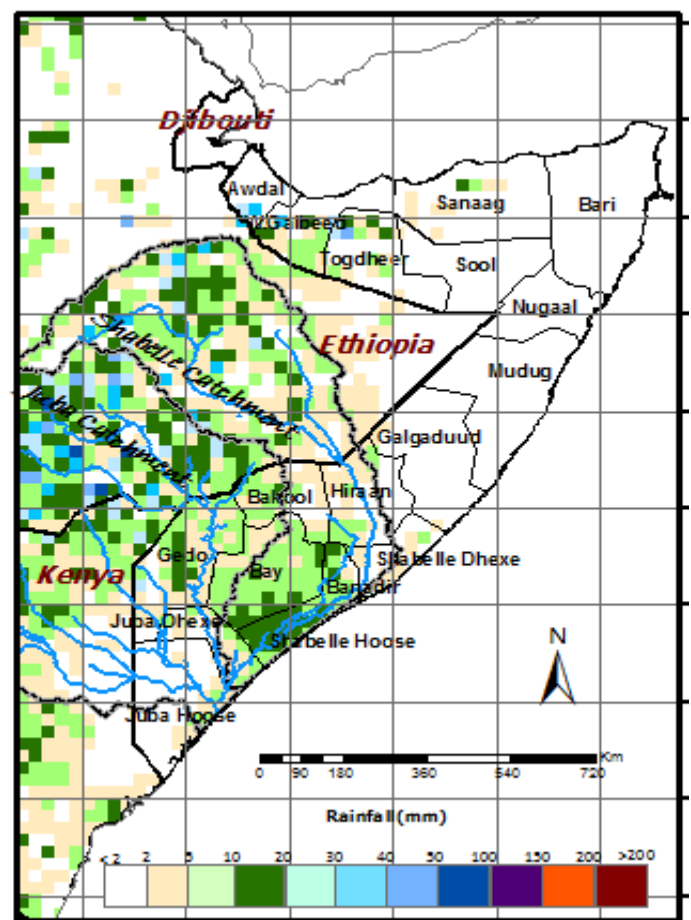 Djibouti
Awdal
W.Galbeed
Sanaag
Bari
Togdheer
Sool
Nugaal
Ethiopia
Mudug
Shabelle Catchment
Juba Catchment
Galgaduud
Bakool
Hiraan
Gedo
Bay
Shabelle Dhexe
Kenya
Banadir
Juba Dhexe
Shabelle Hoose
N
Juba Hoose
Km
0 90 180 360 540 720
Rainfall(mm)
<2 2 5 10 20 30 40 50 100 150 200 >200